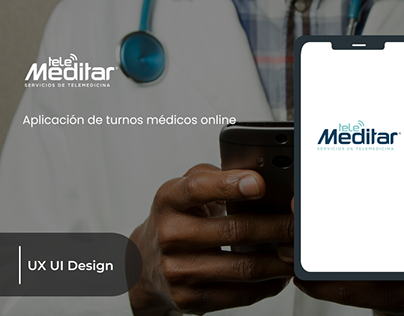 tele
Meditar®
SERVICIOS DE TELEMEDICINA
Aplicación de turnos médicos online
UX UI Design
tele
Meditar®
SERVICIOS DE TELEMEDICINA